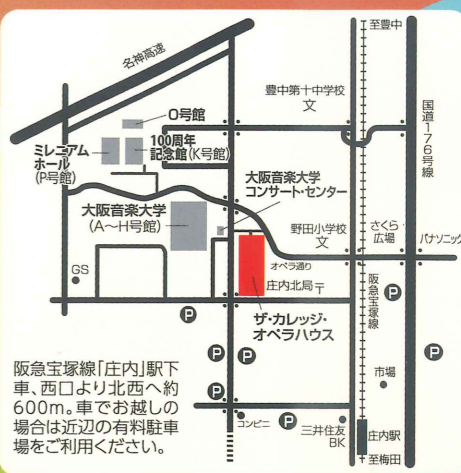 至豊中
名神高速
豊中第十中学校
文
国道176号線
O号館
ミレニアム
ホール
(P号館)
100周年
記念館(K号館)
大阪音楽大学
コンサート・センター
大阪音楽大学
(A〜H号館)
野田小学校
文
さくら
広場
パナソニック
オペラ通り
GS
庄内北局〒
阪急宝塚線
P
P
ザ・カレッジ・
オペラハウス
P
P
P
市場
P
阪急宝塚線「庄内」駅下
車、西口より北西へ約
600m。車でお越しの
場合は近辺の有料駐車
場をご利用ください。
コンビニ
P
三井住友
BK
庄内駅
至梅田